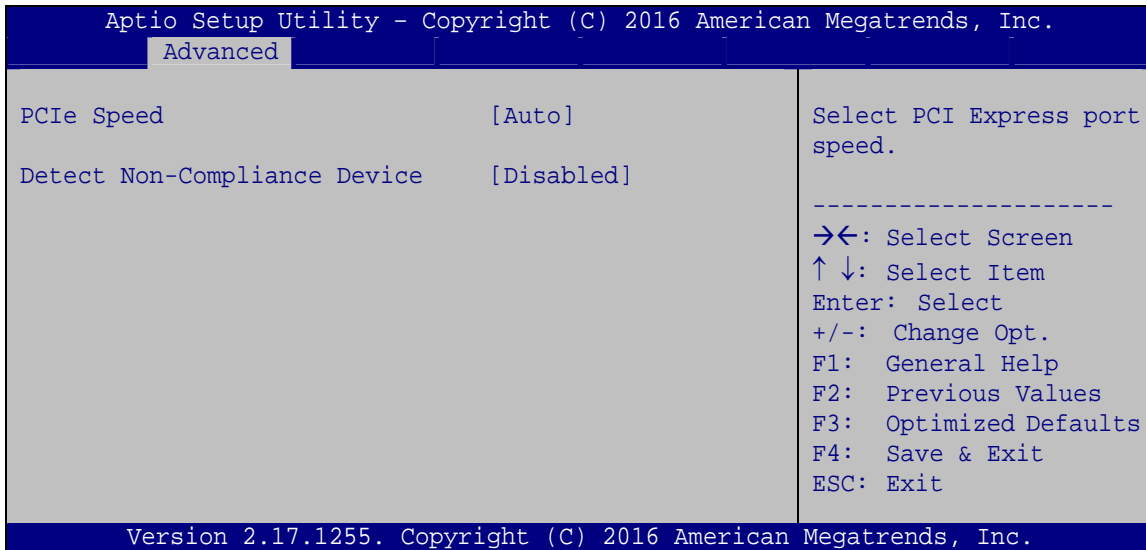 Aptio Setup Utility – Copyright (C) 2016 American Megatrends, Inc.
Advanced
PCIe Speed [Auto]
Detect Non-Compliance Device [Disabled]
Select PCI Express port
speed.
---------------------
→←: Select Screen
↑ ↓: Select Item
Enter: Select
+/-: Change Opt.
F1: General Help
F2: Previous Values
F3: Optimized Defaults
F4: Save & Exit
ESC: Exit
Version 2.17.1255. Copyright (C) 2016 American Megatrends, Inc.